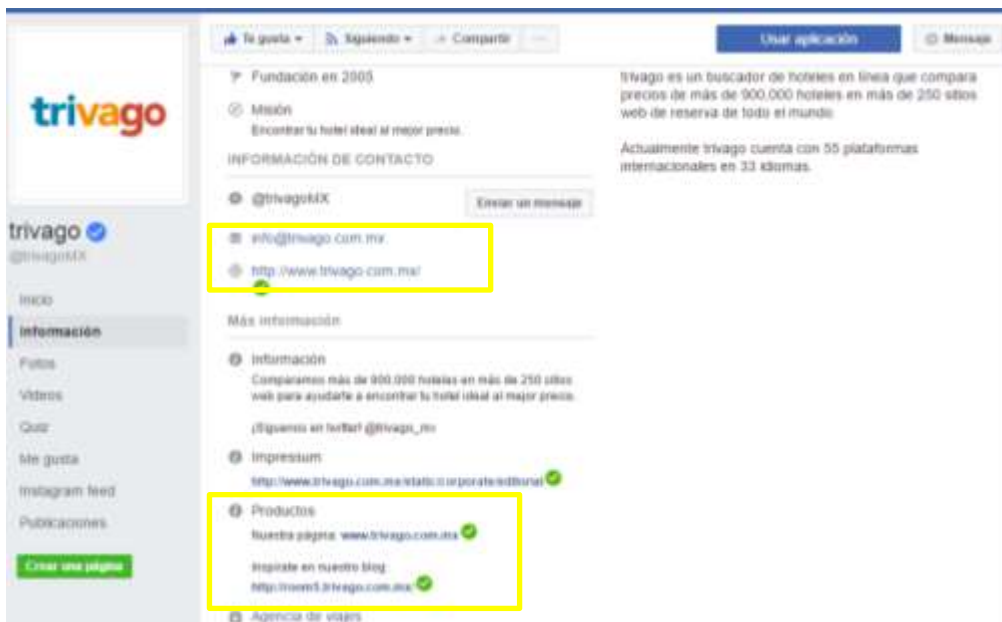 Te gusta
Siguiendo
Compartir
Usar aplicación
Mensaje
trivago
trivago
@trivagoMX
Inicio
Información
Fotos
Videos
Quiz
Me gusta
Instagram feed
Publicaciones
Crear una página
Fundación en 2005
Misión
Encontrar tu hotel ideal al mejor precio.
INFORMACIÓN DE CONTACTO
@trivagoMX
Enviar un mensaje
info@trivago.com.mx
http://www.trivago.com.mx/
Más información
Información
Comparamos más de 900.000 hoteles en más de 250 sitios
web para ayudarte a encontrar tu hotel ideal al mejor precio.
¡Síguenos en twitter! @trivago_mx
Impressum
http://www.trivago.com.mx/static/corporate/editorial
Productos
Nuestra página: www.trivago.com.mx
Inspírate en nuestro blog:
http://room5.trivago.com.mx/
Agencia de viajes
trivago es un buscador de hoteles en línea que compara
precios de más de 900,000 hoteles en más de 250 sitios
web de reserva de todo el mundo.
Actualmente trivago cuenta con 55 plataformas
internacionales en 33 idiomas.